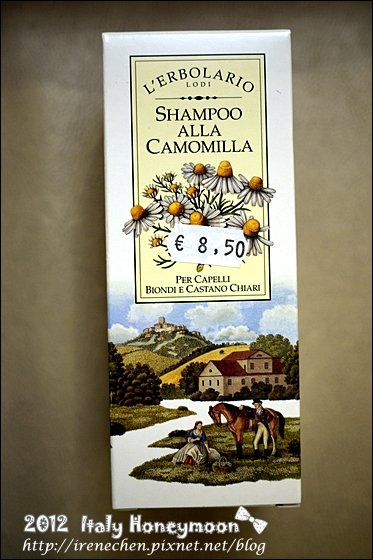 L'ERBOLARIO
LODI
SHAMPOO
ALLA
CAMOMILLA
€ 8,50
PER CAPELLI
BIONDI E CASTANO CHIARI
2012 Italy Honeymoon
http://irenechen.pixnet.net/blog